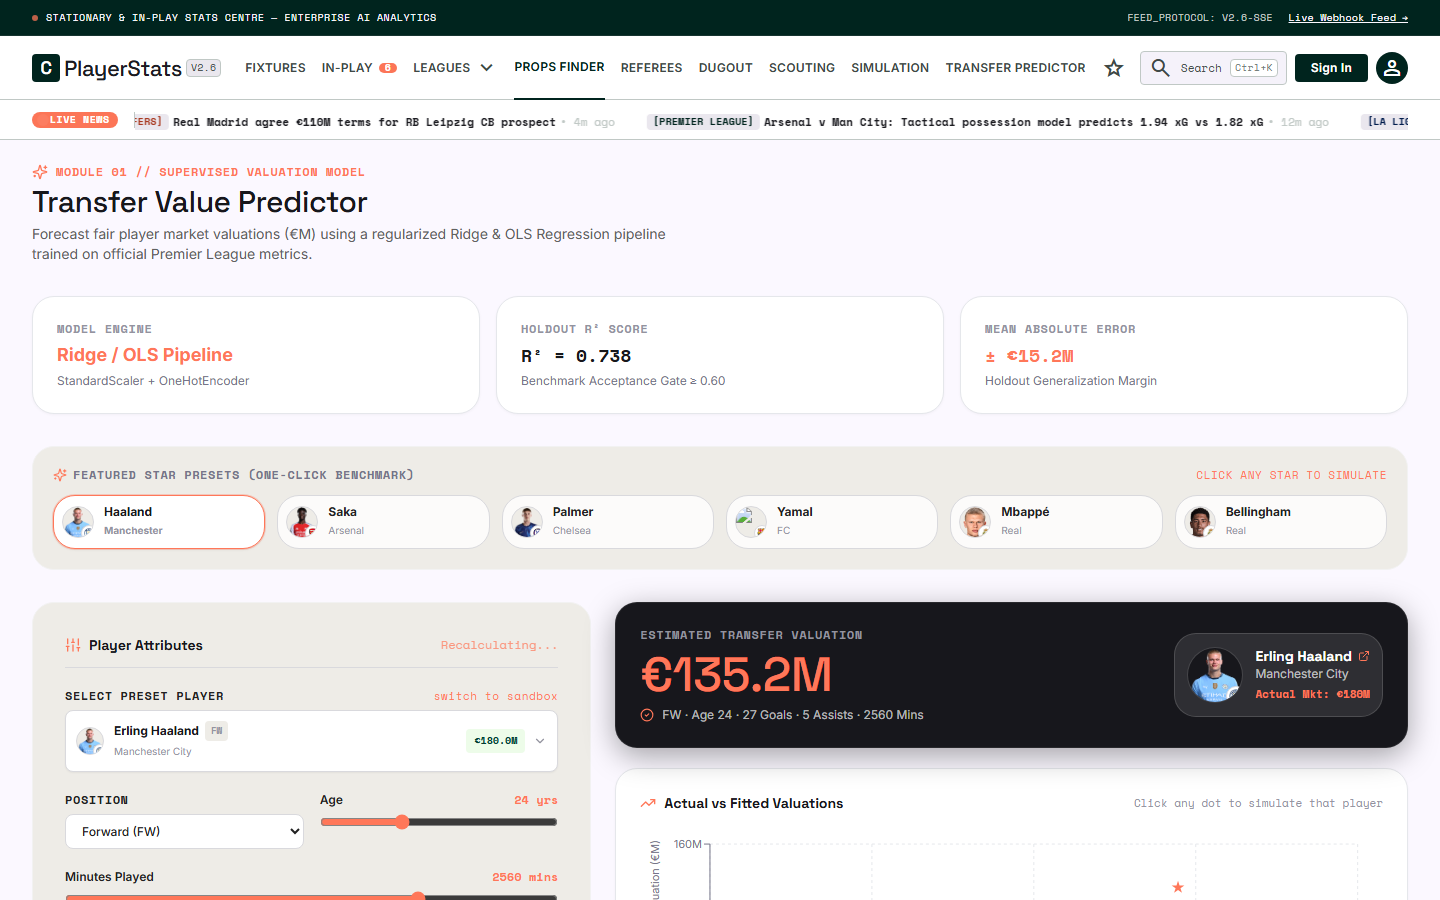 STATIONARY & IN-PLAY STATS CENTRE — ENTERPRISE AI ANALYTICS
FEED_PROTOCOL: V2.6-SSE
Live Webhook Feed →
C PlayerStats V2.6
FIXTURES
IN-PLAY 6
LEAGUES
PROPS FINDER
REFEREES
DUGOUT
SCOUTING
SIMULATION
TRANSFER PREDICTOR
Search Ctrl+K
Sign In
LIVE NEWS
FERS] Real Madrid agree €110M terms for RB Leipzig CB prospect • 4m ago
[PREMIER LEAGUE] Arsenal v Man City: Tactical possession model predicts 1.94 xG vs 1.82 xG • 12m ago
[LA LIG
MODULE 01 // SUPERVISED VALUATION MODEL
Transfer Value Predictor
Forecast fair player market valuations (€M) using a regularized Ridge & OLS Regression pipeline
trained on official Premier League metrics.
MODEL ENGINE
Ridge / OLS Pipeline
StandardScaler + OneHotEncoder
HOLDOUT R² SCORE
R² = 0.738
Benchmark Acceptance Gate ≥ 0.60
MEAN ABSOLUTE ERROR
± €15.2M
Holdout Generalization Margin
FEATURED STAR PRESETS (ONE-CLICK BENCHMARK)
CLICK ANY STAR TO SIMULATE
Haaland
Manchester
Saka
Arsenal
Palmer
Chelsea
Yamal
FC
Mbappé
Real
Bellingham
Real
Player Attributes
Recalculating...
SELECT PRESET PLAYER
switch to sandbox
Erling Haaland FW
Manchester City
€180.0M
POSITION
Forward (FW)
Age
24 yrs
Minutes Played
2560 mins
ESTIMATED TRANSFER VALUATION
€135.2M
FW · Age 24 · 27 Goals · 5 Assists · 2560 Mins
Erling Haaland
Manchester City
Actual Mkt: €180M
Actual vs Fitted Valuations
Click any dot to simulate that player
160M
uation (€M)